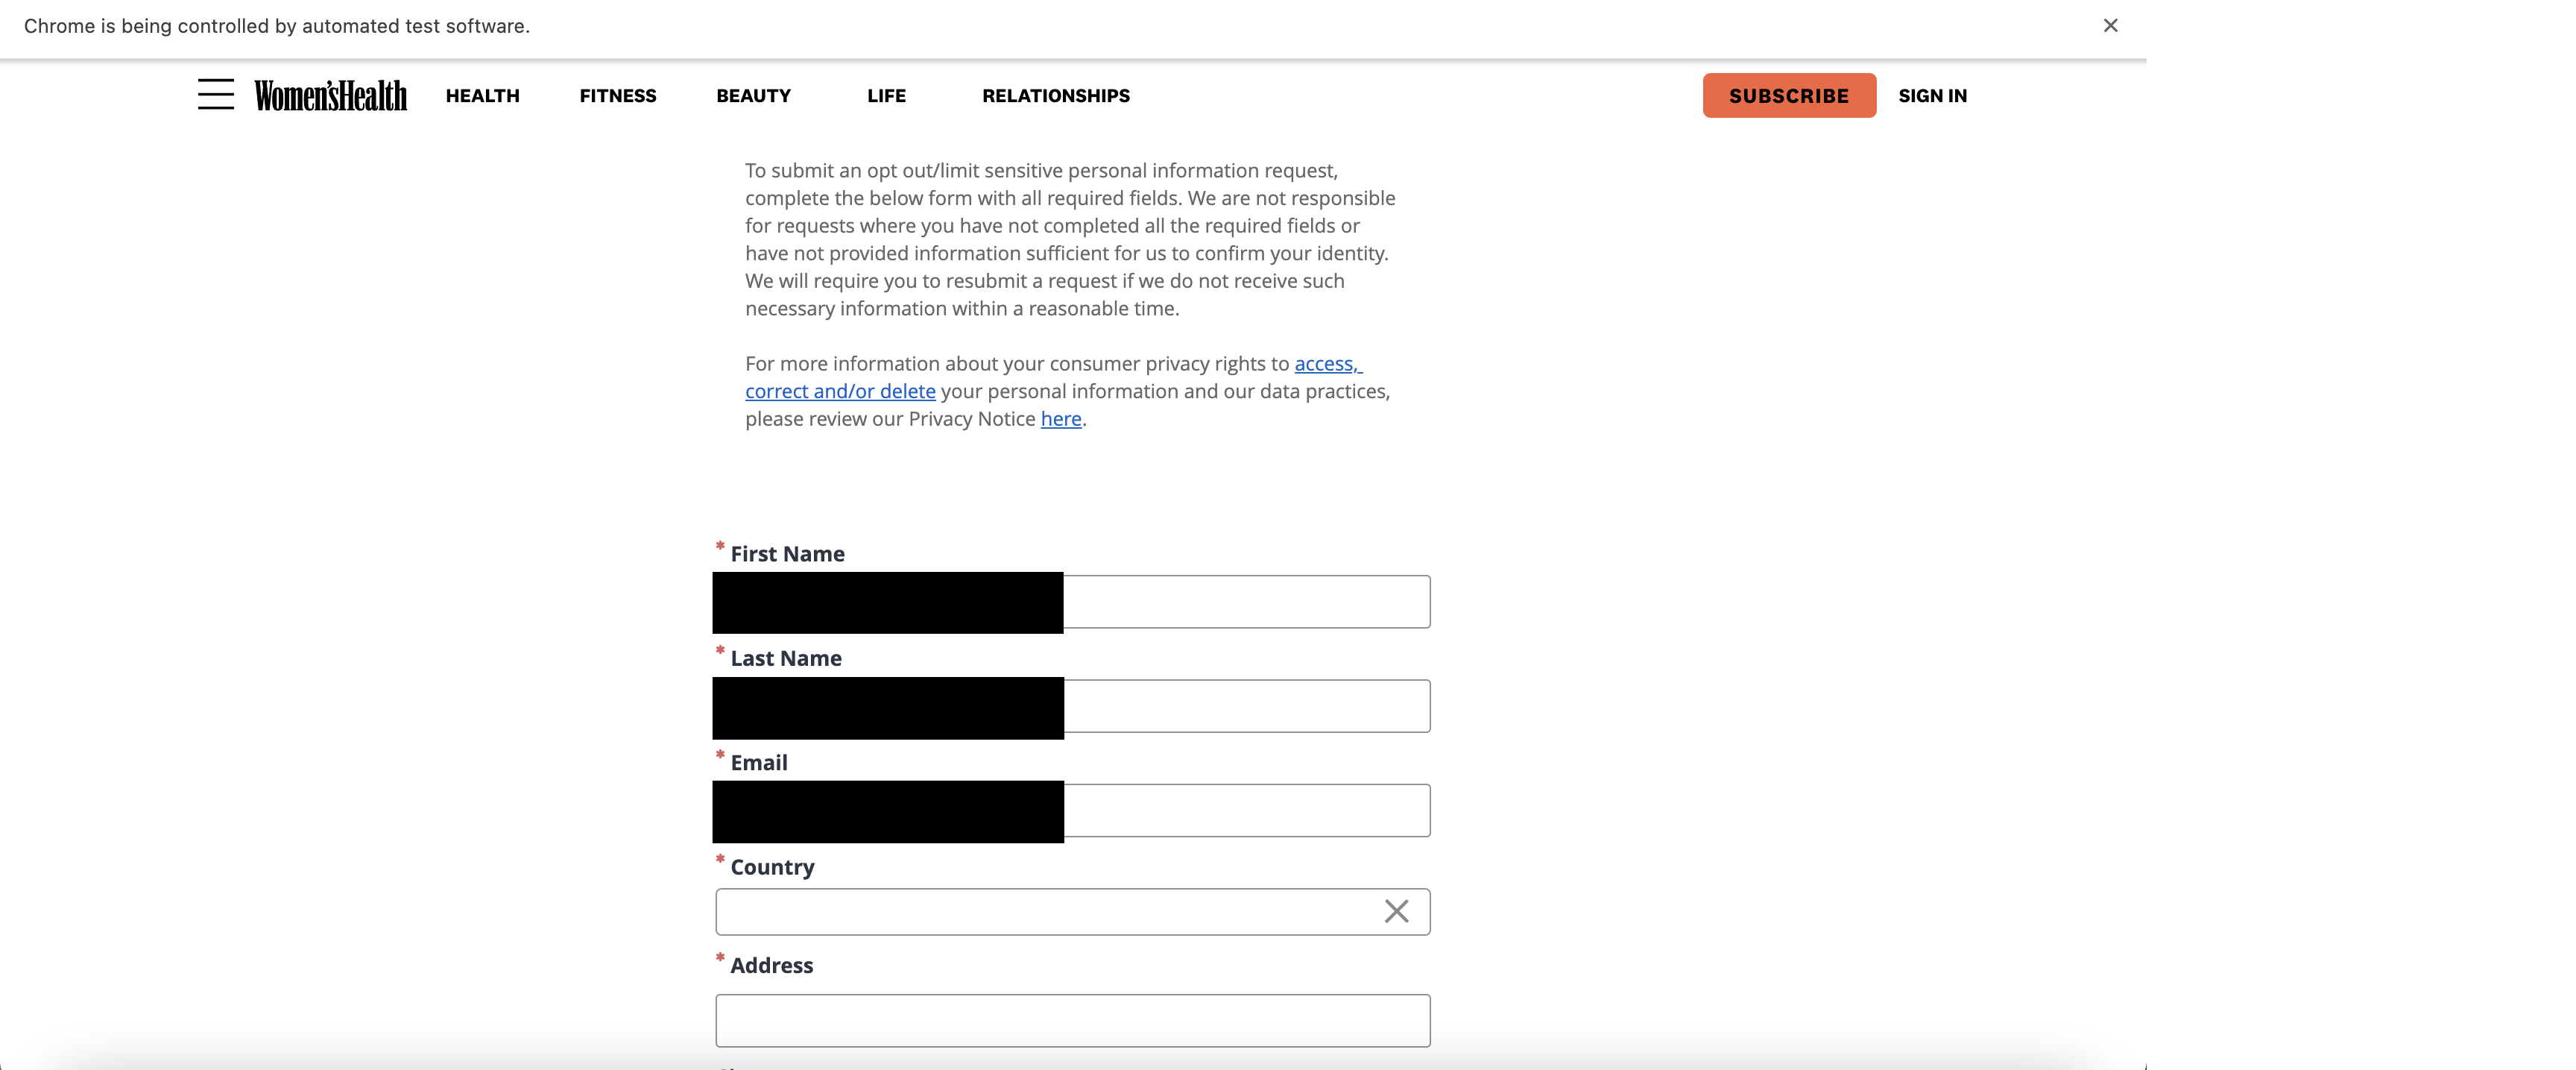 Chrome is being controlled by automated test software.
Women'sHealth HEALTH FITNESS BEAUTY LIFE RELATIONSHIPS SUBSCRIBE SIGN IN
To submit an opt out/limit sensitive personal information request,
complete the below form with all required fields. We are not responsible
for requests where you have not completed all the required fields or
have not provided information sufficient for us to confirm your identity.
We will require you to resubmit a request if we do not receive such
necessary information within a reasonable time.
For more information about your consumer privacy rights to access,
correct and/or delete your personal information and our data practices,
please review our Privacy Notice here.
* First Name
* Last Name
* Email
* Country
* Address